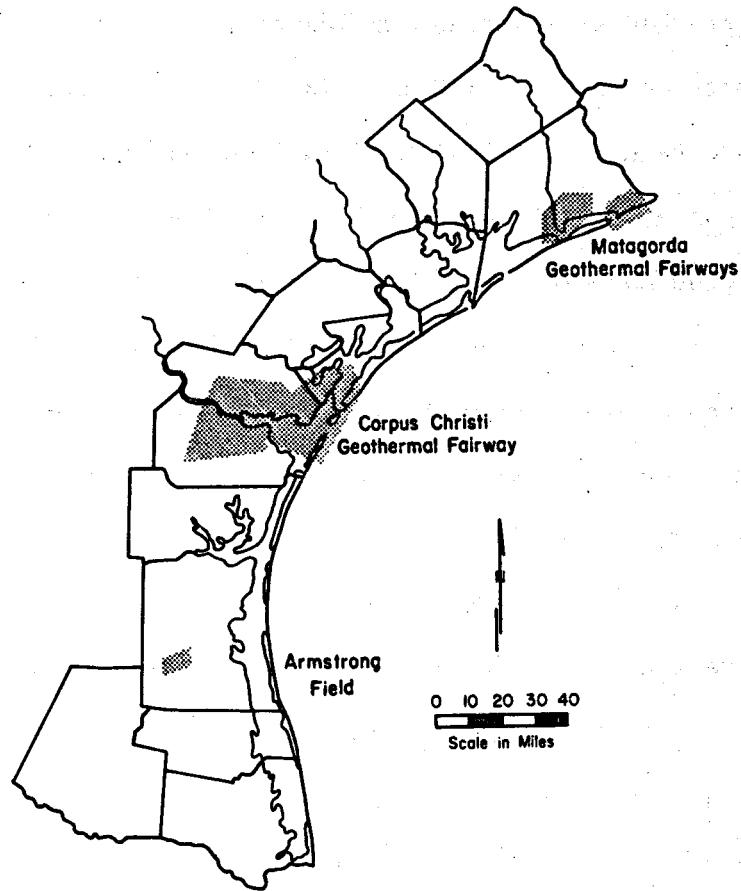 Matagorda
Geothermal Fairways
Corpus Christi
Geothermal Fairway
Armstrong
Field
0 10 20 30 40
Scale in Miles